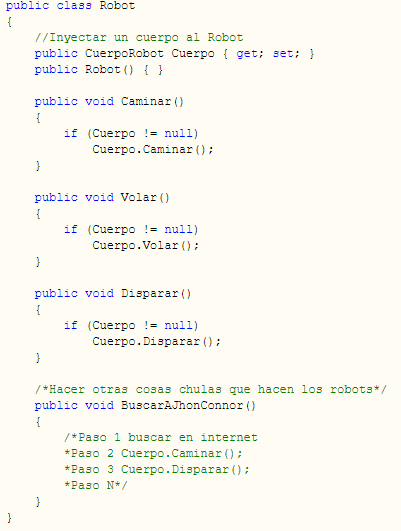 public class Robot
{
//Inyectar un cuerpo al Robot
public CuerpoRobot Cuerpo { get; set; }
public Robot() { }
public void Caminar()
{
if (Cuerpo != null)
Cuerpo.Caminar();
}
public void Volar()
{
if (Cuerpo != null)
Cuerpo.Volar();
}
public void Disparar()
{
if (Cuerpo != null)
Cuerpo.Disparar();
}
/*Hacer otras cosas chulas que hacen los robots*/
public void BuscarAJhonConnor()
{
/*Paso 1 buscar en internet
*Paso 2 Cuerpo.Caminar();
*Paso 3 Cuerpo.Disparar();
*Paso N*/
}
}